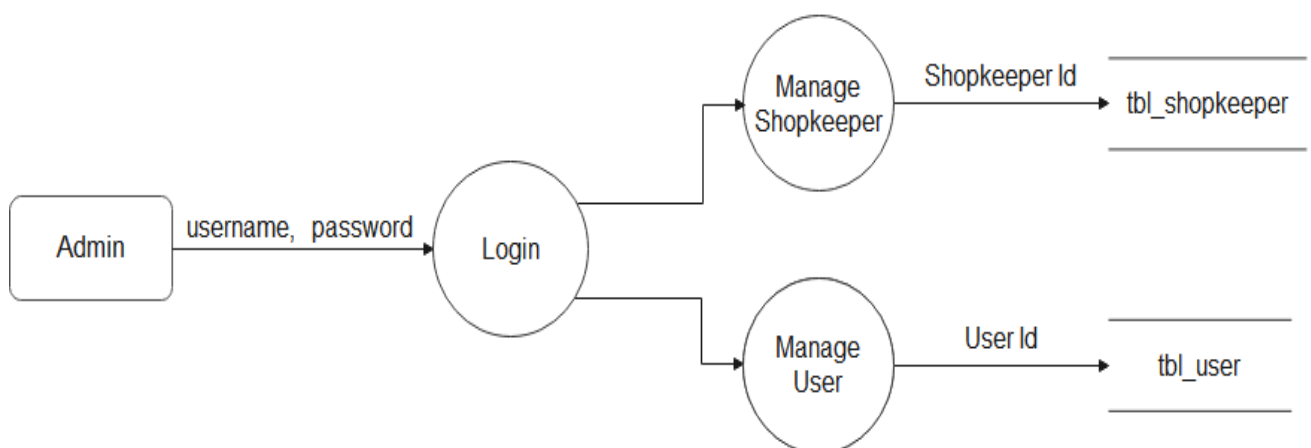 Admin
username, password
Login
Manage
Shopkeeper
Shopkeeper Id
tbl_shopkeeper
Manage
User
User Id
tbl_user